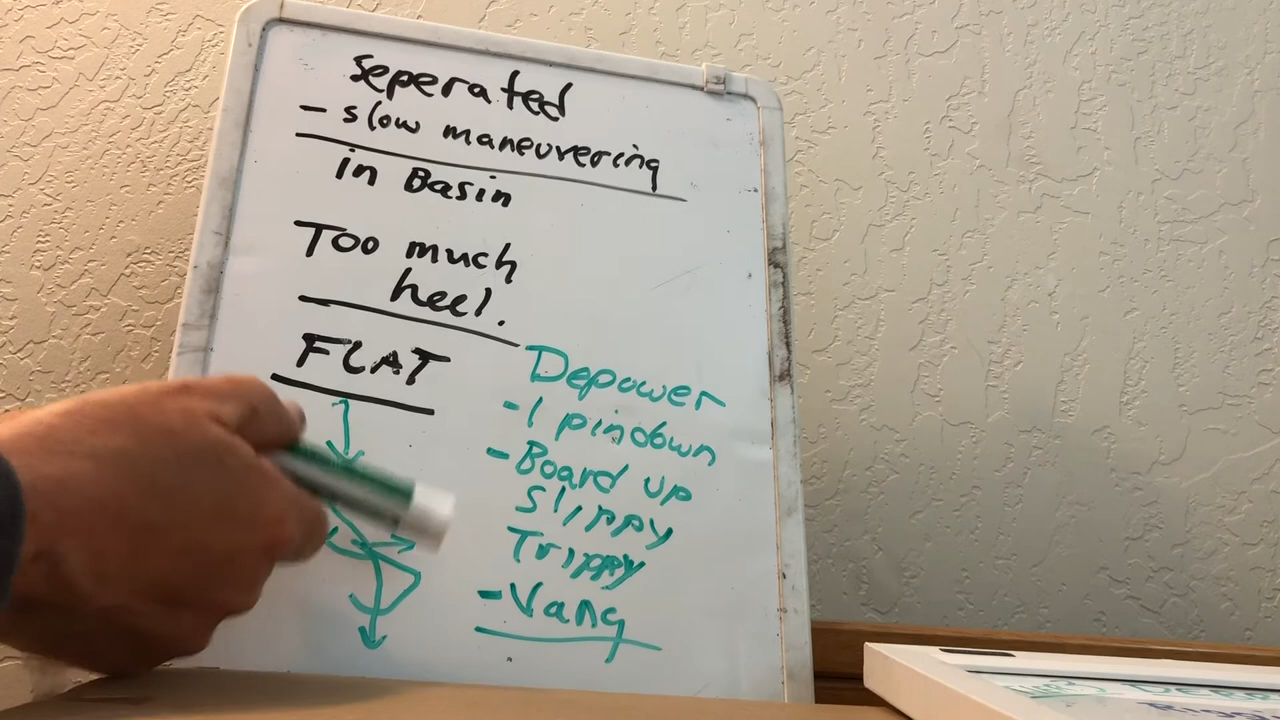 Seperated
- slow maneuvering
in Basin
Too much
heel.
FLAT
Depower
- 1 pindown
- Board up
Slippy
Trippy
- Vang